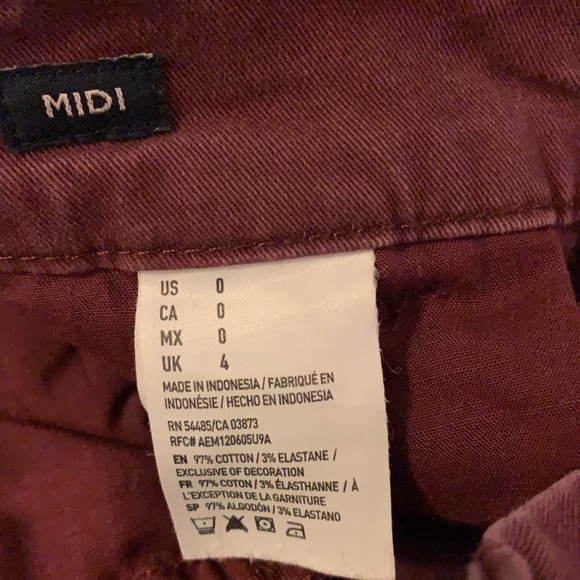 MIDI
US 0
CA 0
MX 0
UK 4
MADE IN INDONESIA / FABRIQUÉ EN
INDONÉSIE / HECHO EN INDONESIA
RN 54485/CA 03873
RFC# AEM120605U9A
EN 97% COTTON / 3% ELASTANE /
EXCLUSIVE OF DECORATION
FR 97% COTON / 3% ÉLASTHANNE / À
L'EXCEPTION DE LA GARNITURE
SP 97% ALGODÓN / 3% ELASTANO